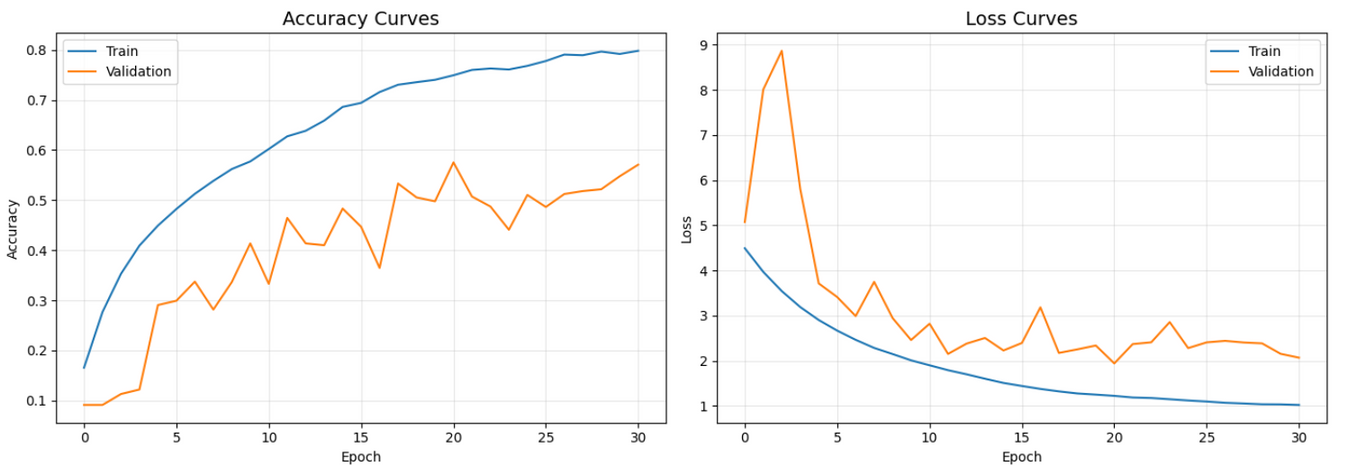 Accuracy Curves
Train
Validation
0.8
0.7
0.6
0.5
0.4
0.3
0.2
0.1
Accuracy
0 5 10 15 20 25 30
Epoch
Loss Curves
Train
Validation
9
8
7
6
5
4
3
2
1
Loss
0 5 10 15 20 25 30
Epoch